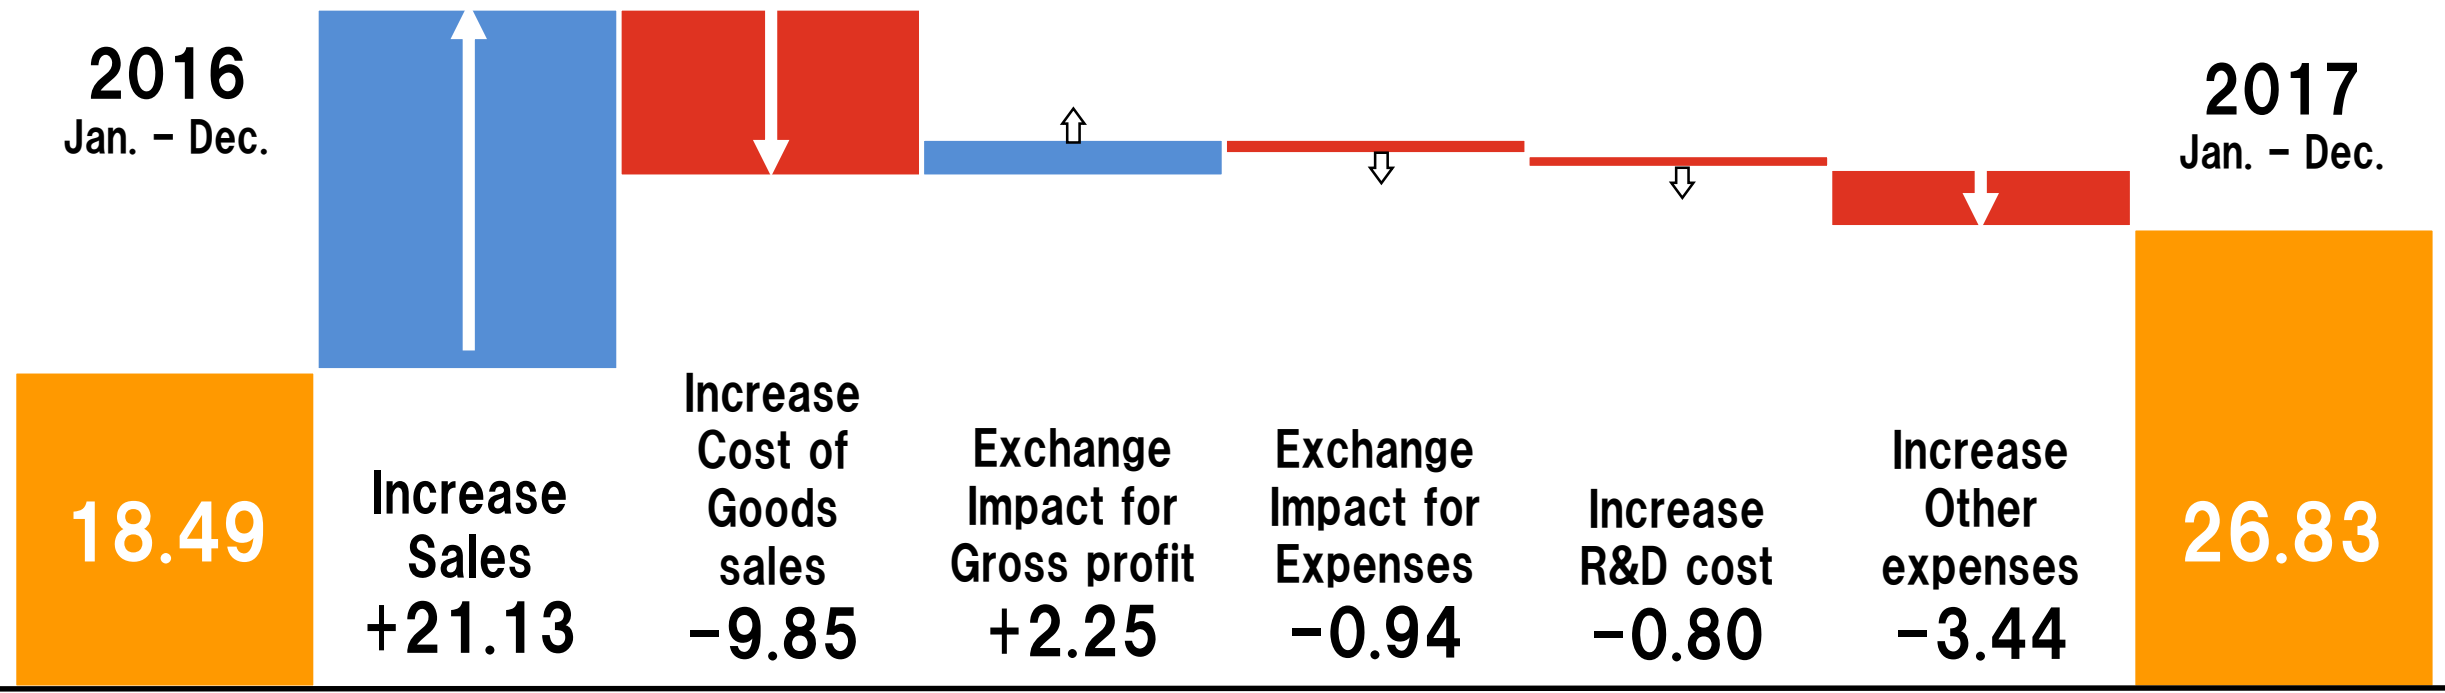 2016
Jan. - Dec.
18.49
Increase
Sales
+21.13
Increase
Cost of
Goods
sales
-9.85
Exchange
Impact for
Gross profit
+2.25
Exchange
Impact for
Expenses
-0.94
Increase
R&D cost
-0.80
Increase
Other
expenses
-3.44
2017
Jan. - Dec.
26.83